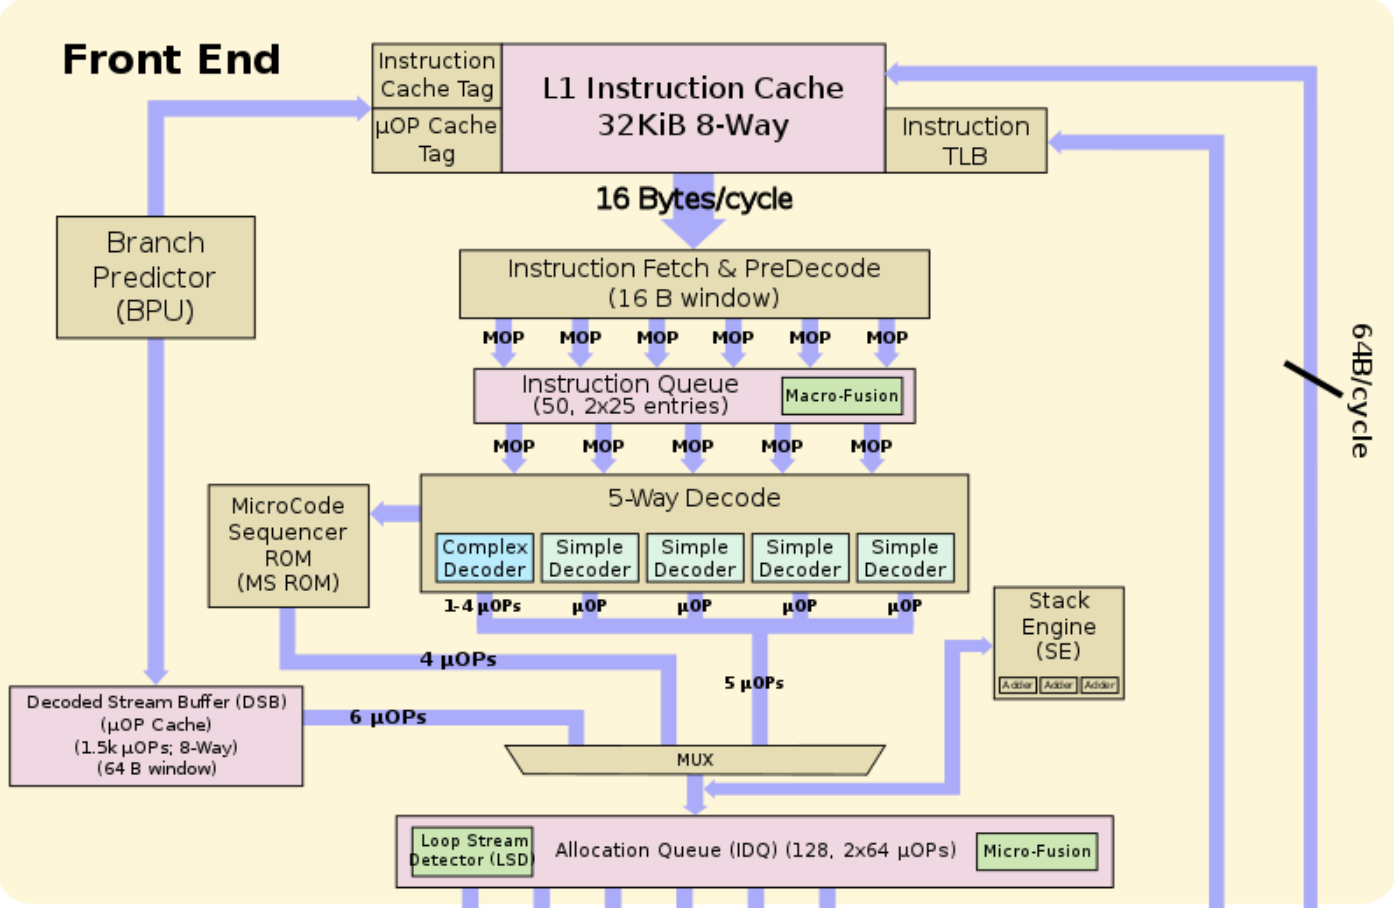 Front End
Instruction
Cache Tag
µOP Cache
Tag
L1 Instruction Cache
32KiB 8-Way
Instruction
TLB
16 Bytes/cycle
Branch
Predictor
(BPU)
Instruction Fetch & PreDecode
(16 B window)
MOP MOP MOP MOP MOP MOP
Instruction Queue
(50, 2x25 entries)
Macro-Fusion
64B/cycle
MOP MOP MOP MOP MOP
5-Way Decode
MicroCode
Sequencer
ROM
(MS ROM)
Complex
Decoder
Simple
Decoder
Simple
Decoder
Simple
Decoder
Simple
Decoder
1-4 µOPs µOP µOP µOP µOP
Stack
Engine
(SE)
Adder Adder Adder
4 µOPs
5 µOPs
Decoded Stream Buffer (DSB)
(µOP Cache)
(1.5k µOPs; 8-Way)
(64 B window)
6 µOPs
MUX
Loop Stream
Detector (LSD)
Allocation Queue (IDQ) (128, 2x64 µOPs)
Micro-Fusion